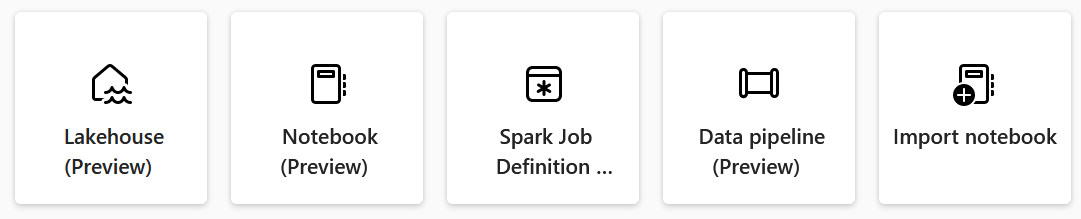 Lakehouse
(Preview)
Notebook
(Preview)
Spark Job
Definition ...
Data pipeline
(Preview)
Import notebook